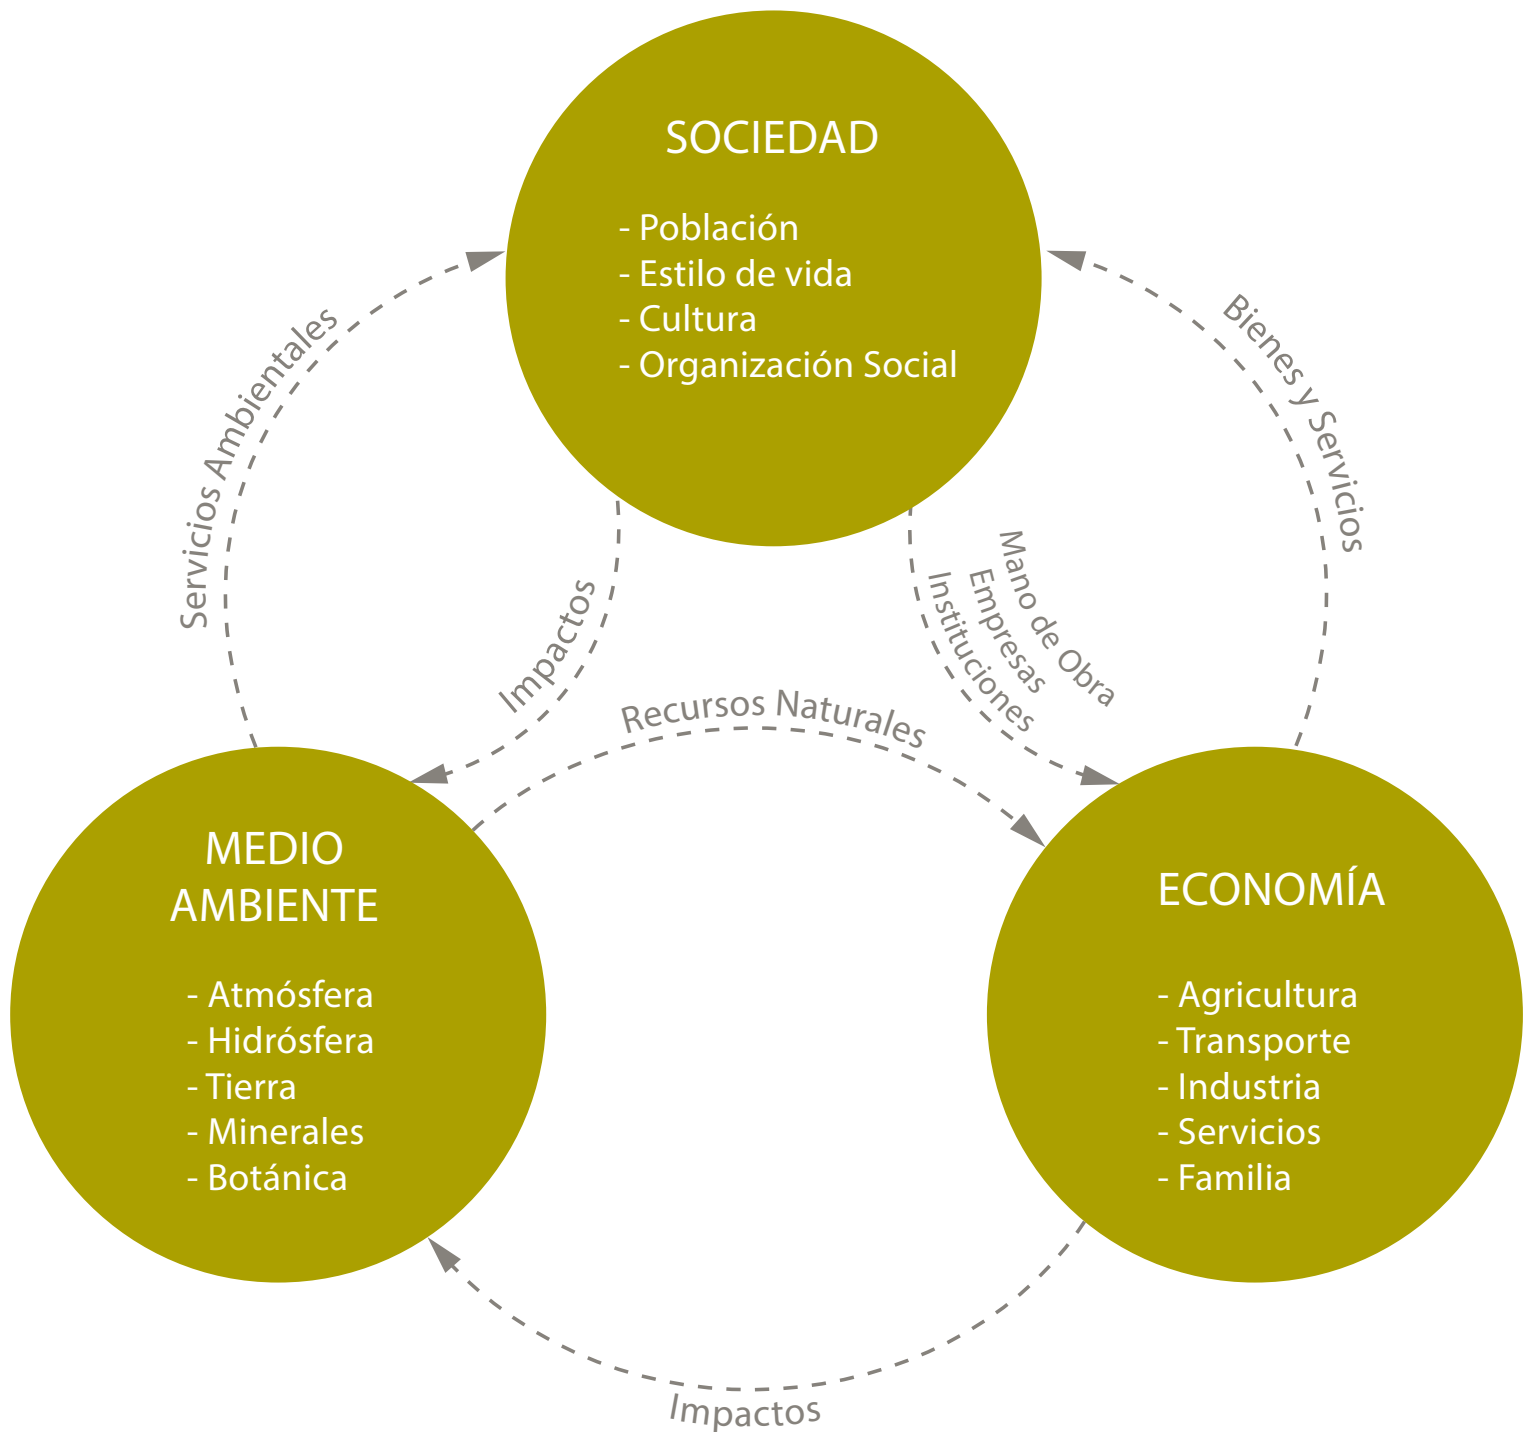 SOCIEDAD
- Población
- Estilo de vida
- Cultura
- Organización Social
Servicios Ambientales
Bienes y Servicios
Impactos
Mano de Obra
Empresas
Instituciones
Recursos Naturales
MEDIO
AMBIENTE
- Atmósfera
- Hidrósfera
- Tierra
- Minerales
- Botánica
ECONOMÍA
- Agricultura
- Transporte
- Industria
- Servicios
- Familia
Impactos